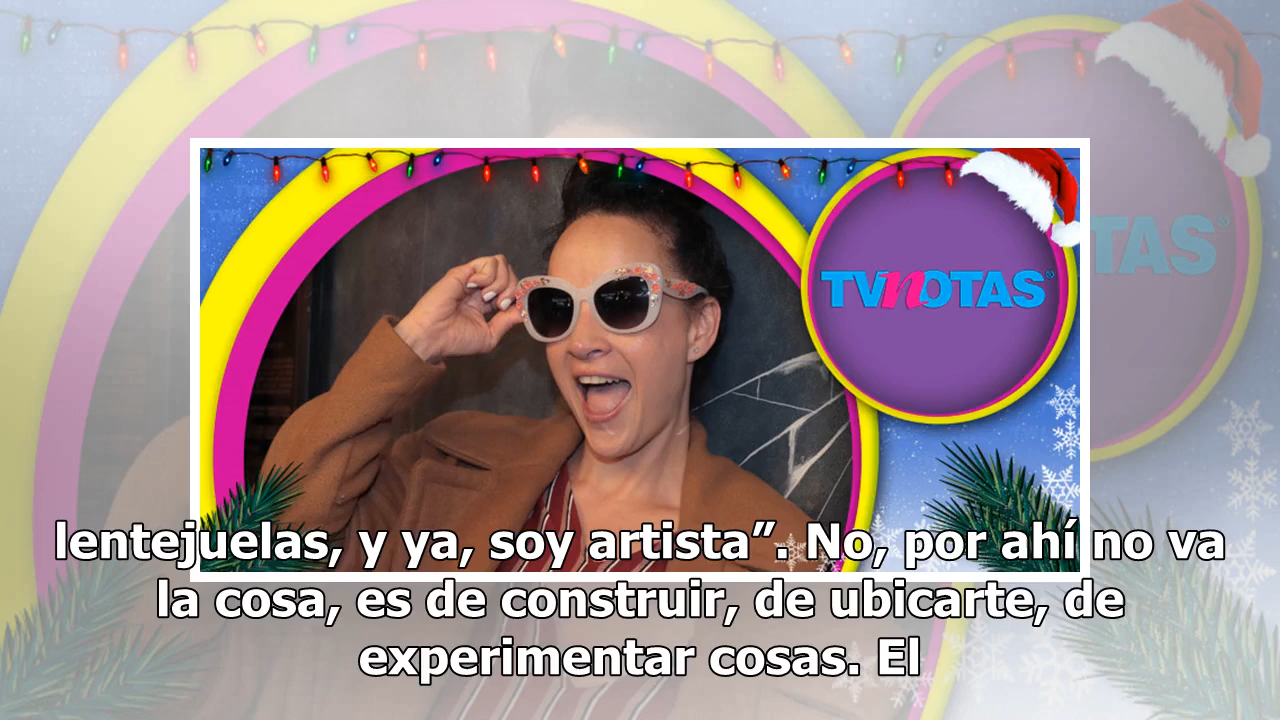 TVnOTAS
TAS
lentejuelas, y ya, soy artista”. No, por ahí no va
la cosa, es de construir, de ubicarte, de
experimentar cosas. El